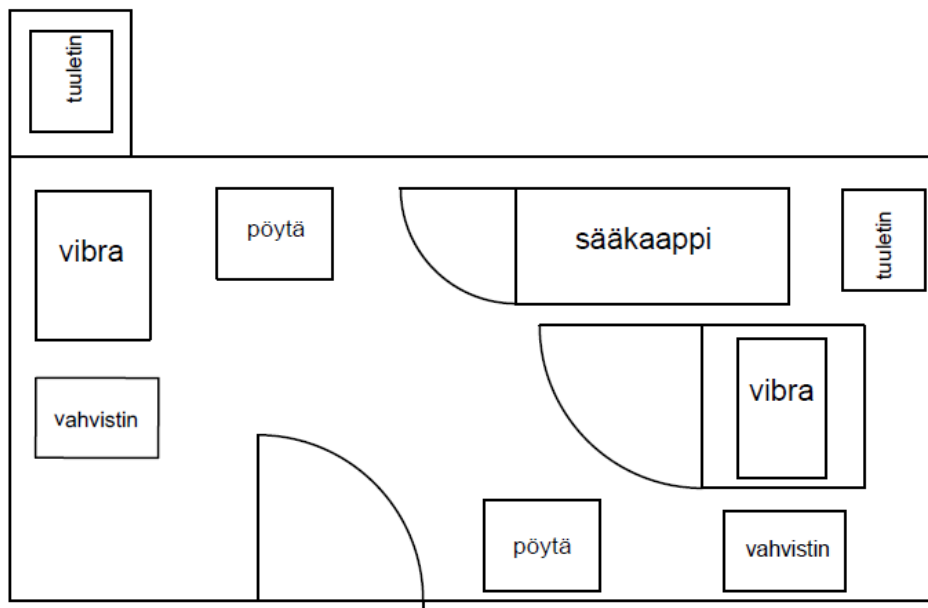 tuuletin
vibra
pöytä
sääkaappi
tuuletin
vibra
vahvistin
pöytä
vahvistin